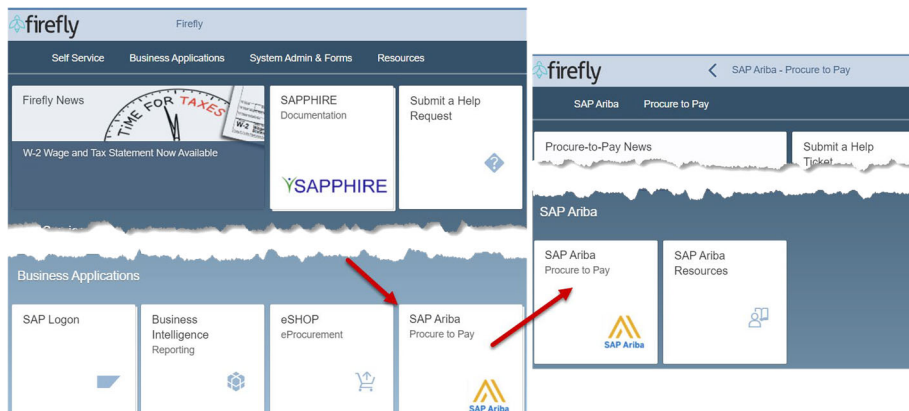 firefly
Firefly
Self Service Business Applications System Admin & Forms Resources
Firefly News
TIME FOR TAXES
W-2
W-2 Wage and Tax Statement Now Available
SAPPHIRE
Documentation
SAPPHIRE
Submit a Help
Request
Business Applications
SAP Logon
Business
Intelligence
Reporting
eSHOP
eProcurement
SAP Ariba
Procure to Pay
SAP Ariba
firefly
SAP Ariba - Procure to Pay
SAP Ariba Procure to Pay
Procure-to-Pay News
Submit a Help
Ticket
SAP Ariba
SAP Ariba
Procure to Pay
SAP Ariba
SAP Ariba
Resources